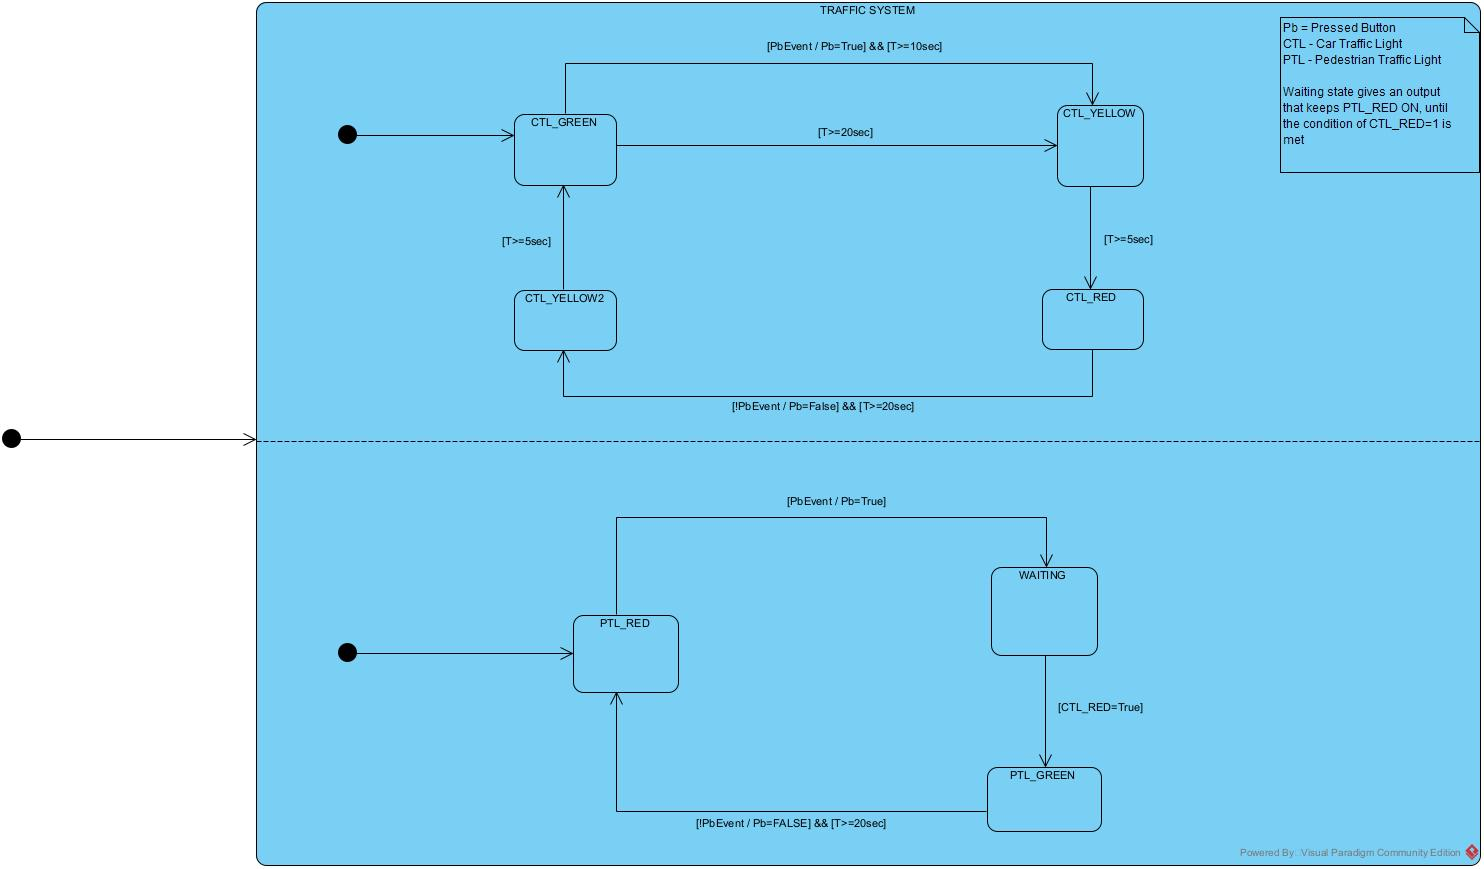 TRAFFIC SYSTEM
Pb = Pressed Button
CTL - Car Traffic Light
PTL - Pedestrian Traffic Light
Waiting state gives an output
that keeps PTL_RED ON, until
the condition of CTL_RED=1 is
met
[PbEvent / Pb=True] && [T>=10sec]
CTL_GREEN
CTL_YELLOW
[T>=20sec]
[T>=5sec]
[T>=5sec]
CTL_YELLOW2
CTL_RED
[!PbEvent / Pb=False] && [T>=20sec]
[PbEvent / Pb=True]
WAITING
PTL_RED
[CTL_RED=True]
PTL_GREEN
[!PbEvent / Pb=FALSE] && [T>=20sec]
Powered By: Visual Paradigm Community Edition